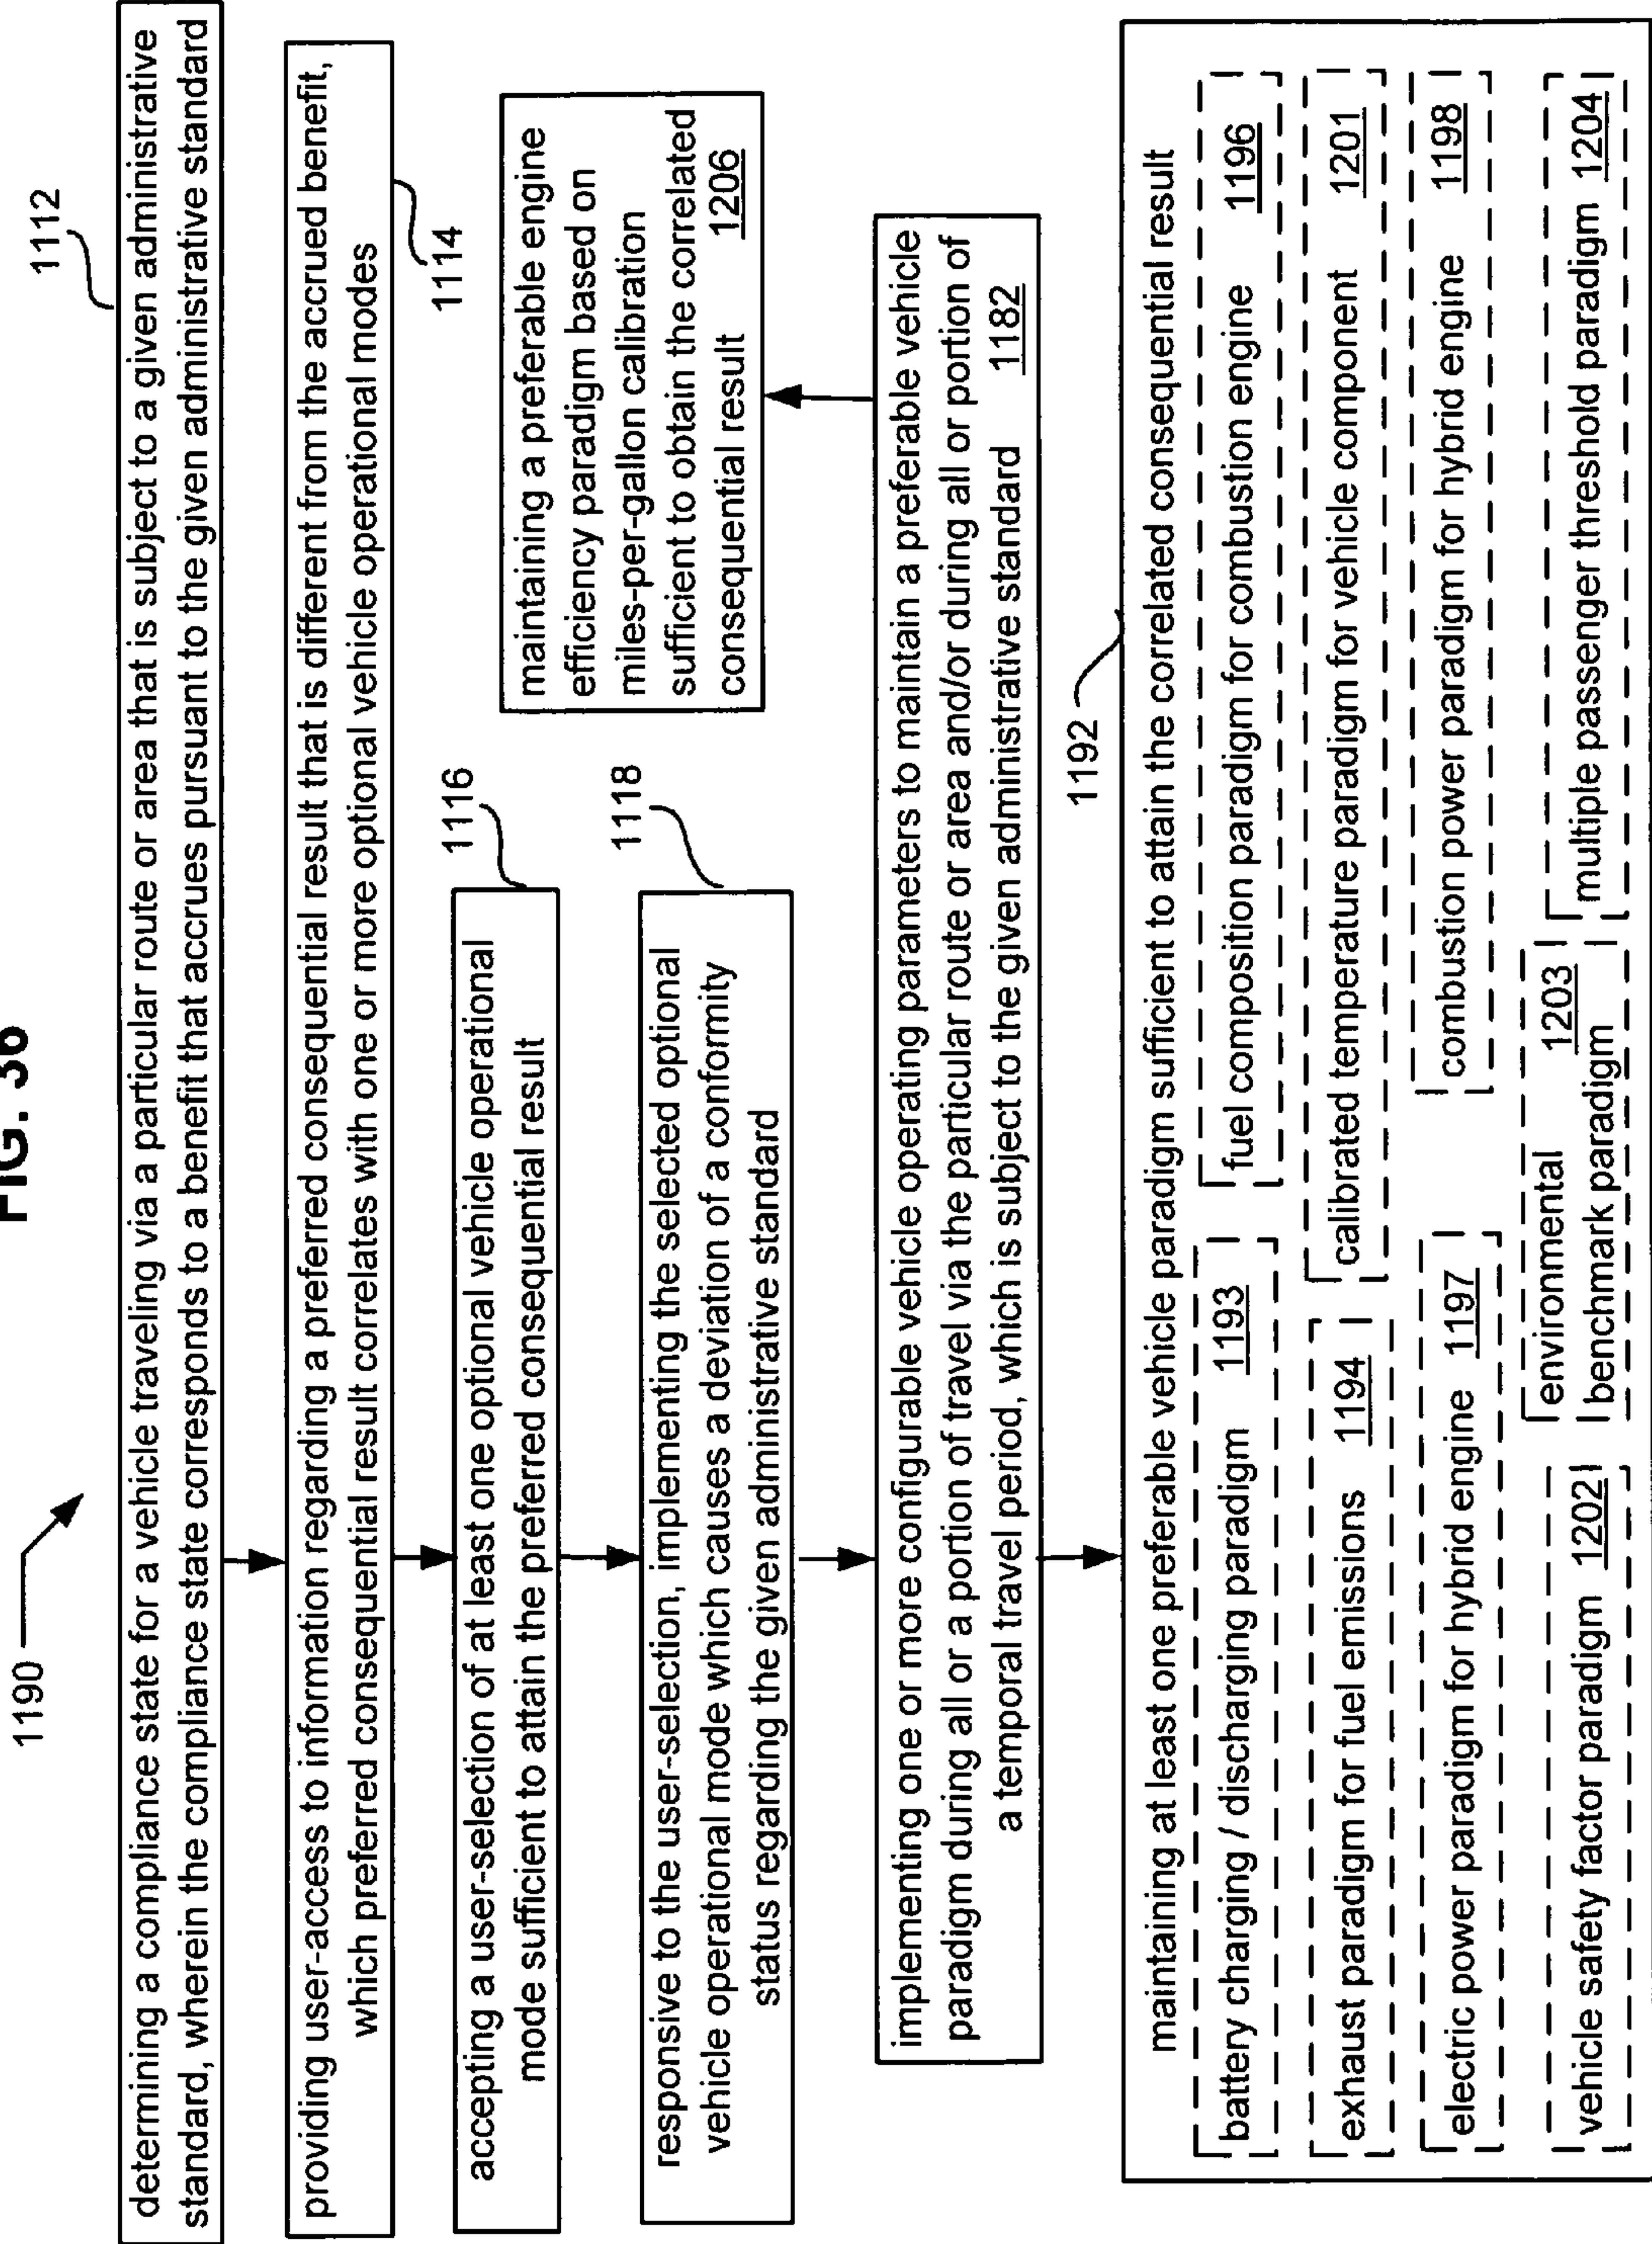 FIG. 36
1190
1112
determining a compliance state for a vehicle traveling via a particular route or area that is subject to a given administrative
standard, wherein the compliance state corresponds to a benefit that accrues pursuant to the given administrative standard
providing user-access to information regarding a preferred consequential result that is different from the accrued benefit,
which preferred consequential result correlates with one or more optional vehicle operational modes
1114
1116
accepting a user-selection of at least one optional vehicle operational
mode sufficient to attain the preferred consequential result
1118
responsive to the user-selection, implementing the selected optional
vehicle operational mode which causes a deviation of a conformity
status regarding the given administrative standard
maintaining a preferable engine
efficiency paradigm based on
miles-per-gallon calibration
sufficient to obtain the correlated
consequential result 1206
implementing one or more configurable vehicle operating parameters to maintain a preferable vehicle
paradigm during all or a portion of travel via the particular route or area and/or during all or portion of
a temporal travel period, which is subject to the given administrative standard 1182
1192
maintaining at least one preferable vehicle paradigm sufficient to attain the correlated consequential result
battery charging / discharging paradigm 1193
fuel composition paradigm for combustion engine 1196
exhaust paradigm for fuel emissions 1194
calibrated temperature paradigm for vehicle component 1201
electric power paradigm for hybrid engine 1197
combustion power paradigm for hybrid engine 1198
vehicle safety factor paradigm 1202
environmental 1203
benchmark paradigm
multiple passenger threshold paradigm 1204